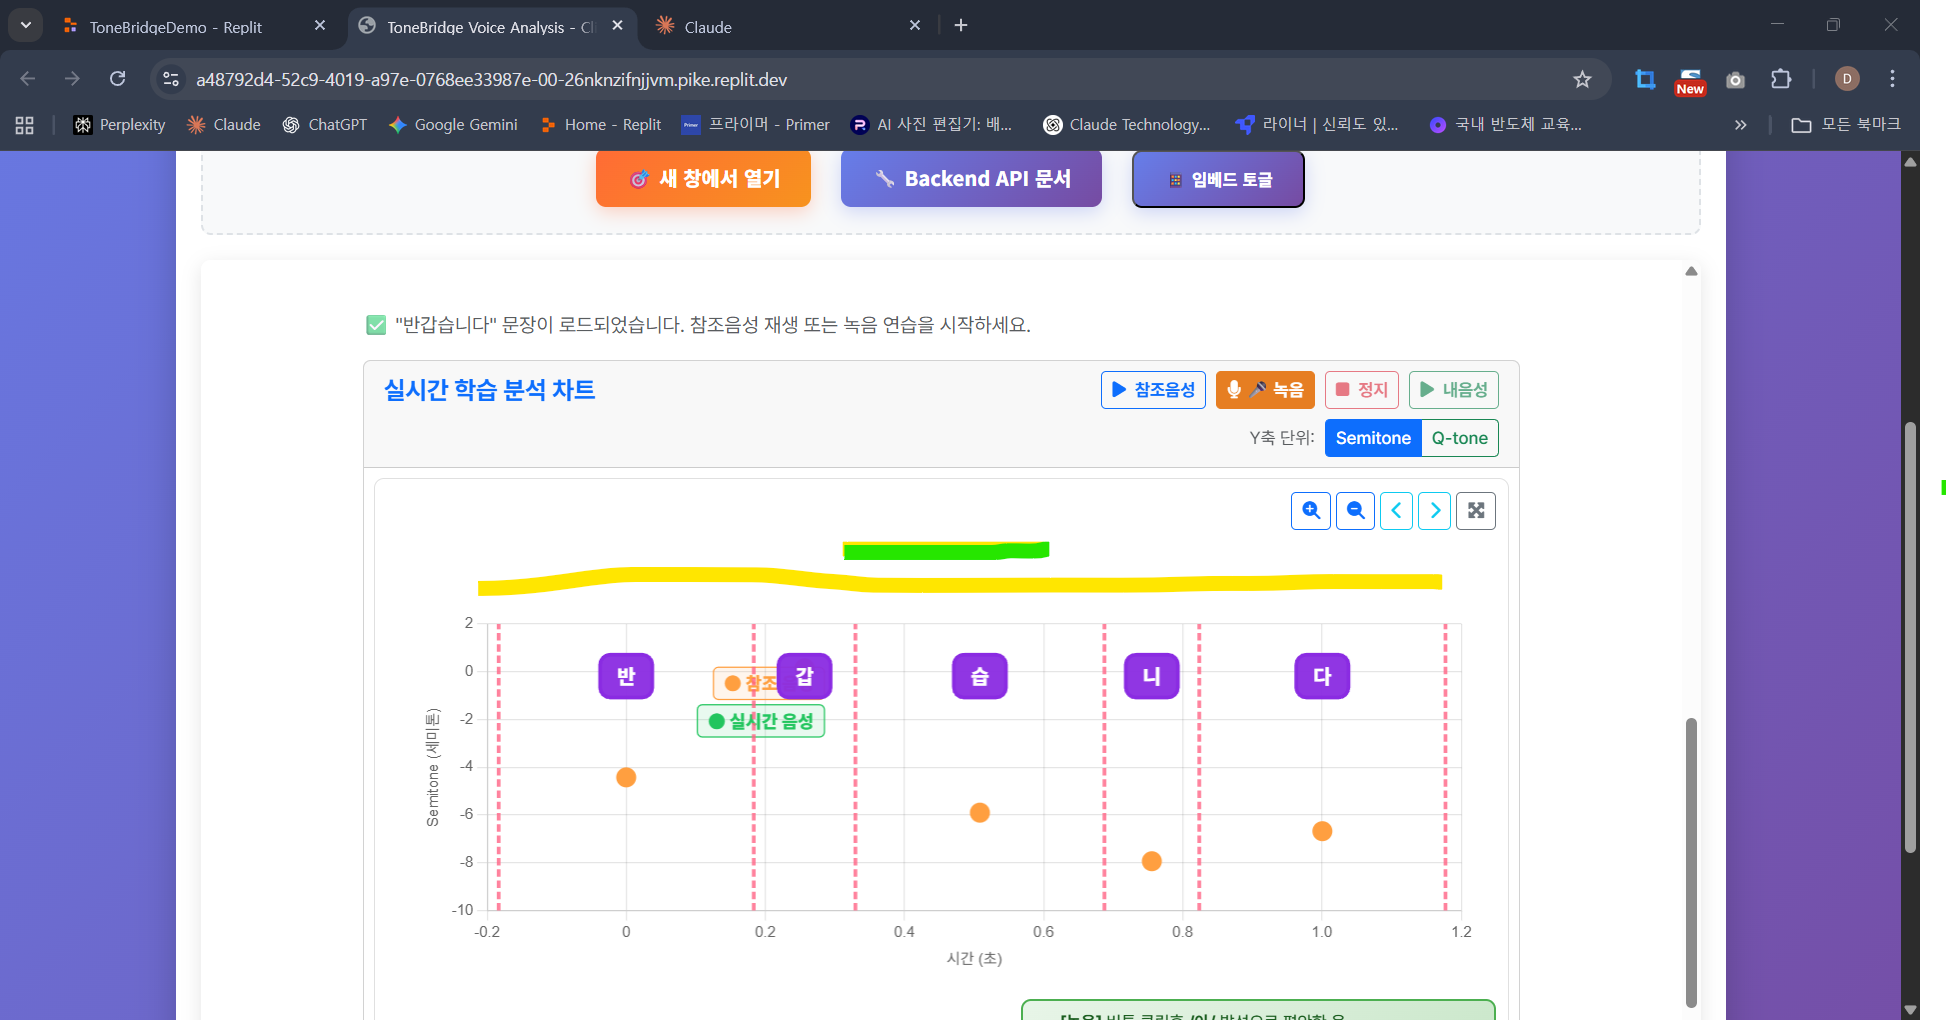 ToneBridgeDemo - Replit
ToneBridge Voice Analysis - Cl
Claude
a48792d4-52c9-4019-a97e-0768ee33987e-00-26nknzifnjjvm.pike.replit.dev
New
D
Perplexity
Claude
ChatGPT
Google Gemini
Home - Replit
Primer
프라이머 - Primer
AI 사진 편집기: 배...
Claude Technology...
라이너 | 신뢰도 있...
국내 반도체 교육...
모든 북마크
새 창에서 열기
Backend API 문서
임베드 토글
"반갑습니다" 문장이 로드되었습니다. 참조음성 재생 또는 녹음 연습을 시작하세요.
실시간 학습 분석 차트
참조음성
녹음
정지
내음성
Y축 단위:
Semitone
Q-tone
반
갑
습
니
다
참조
실시간 음성
Semitone (세미톤)
2
0
-2
-4
-6
-8
-10
-0.2
0
0.2
0.4
0.6
0.8
1.0
1.2
시간 (초)